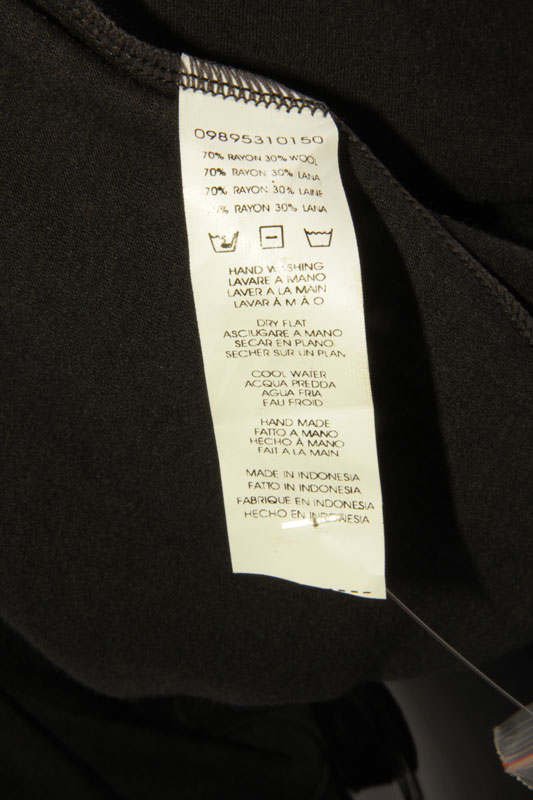 09895310150
70% RAYON 30% WOOL
70% RAYON 30% LANA
70% RAYON 30% LAINE
% RAYON 30% LANA
HAND WASHING
LAVARE A MANO
LAVER A LA MAIN
LAVAR À M À O
DRY FLAT
ASCIUGARE A MANO
SECAR EN PLANO
SECHER SUR UN PLAN
COOL WATER
ACQUA PREDDA
AGUA FRIA
EAU FROID
HAND MADE
FATTO A MANO
HECHO À MANO
FAIT A LA MAIN
MADE IN INDONESIA
FATTO IN INDONESIA
FABRIQUE EN INDONESIA
HECHO EN INDONESIA